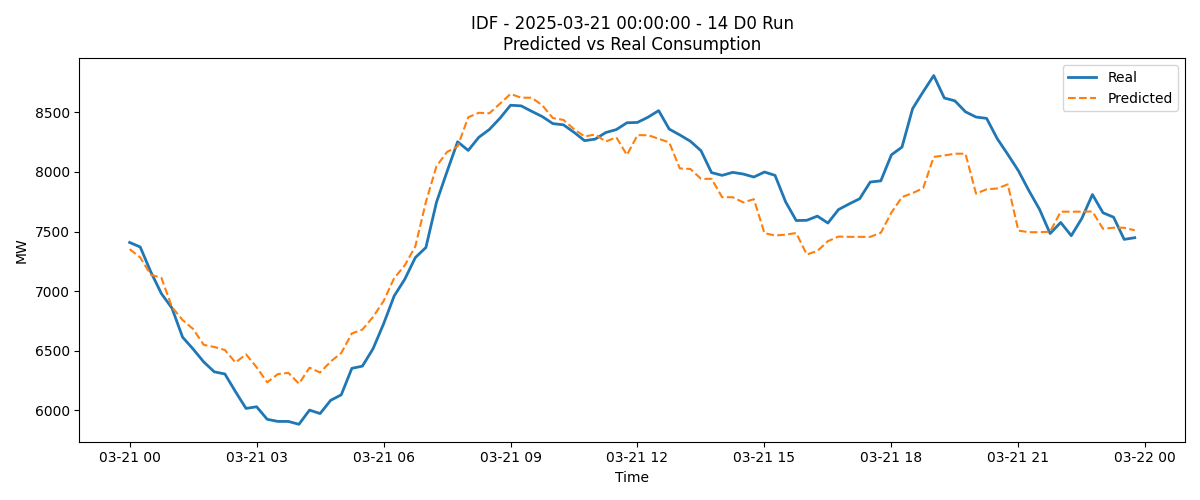 IDF - 2025-03-21 00:00:00 - 14 D0 Run
Predicted vs Real Consumption
Real
Predicted
MW
8500
8000
7500
7000
6500
6000
03-21 00
03-21 03
03-21 06
03-21 09
03-21 12
03-21 15
03-21 18
03-21 21
03-22 00
Time